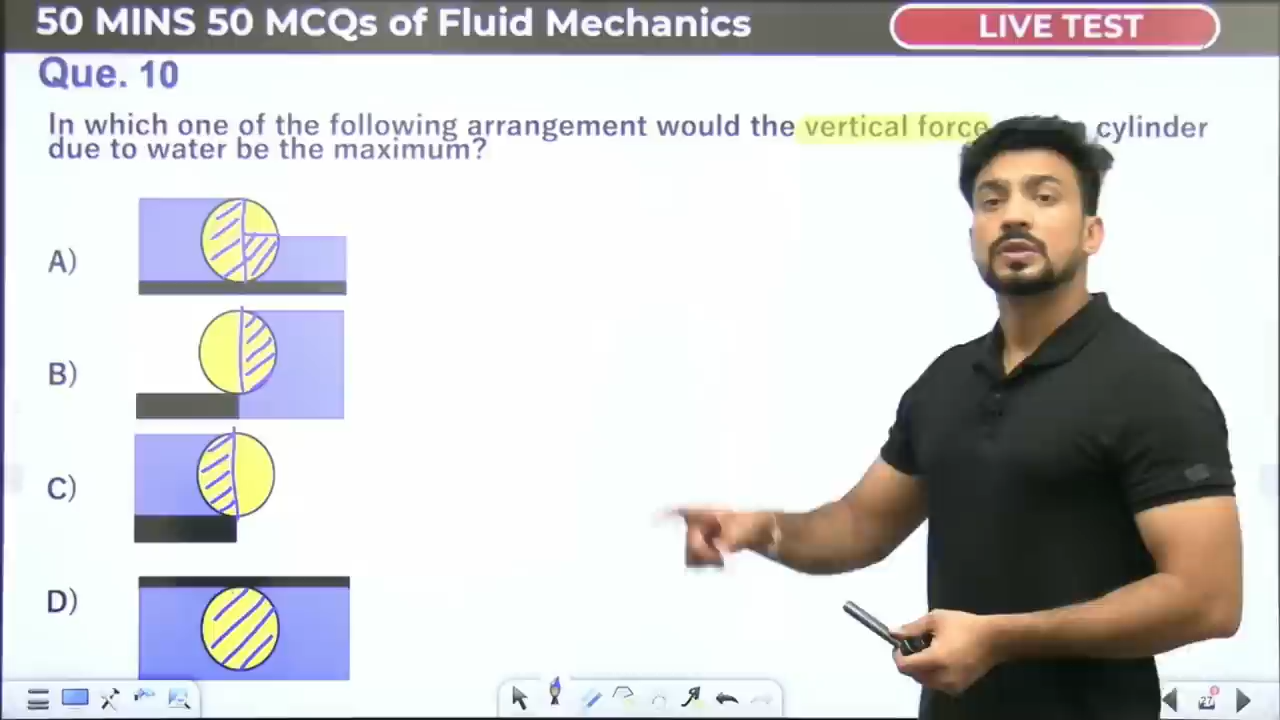 50 MINS 50 MCQs of Fluid Mechanics
LIVE TEST
Que. 10
In which one of the following arrangement would the vertical force cylinder
due to water be the maximum?
A)
B)
C)
D)